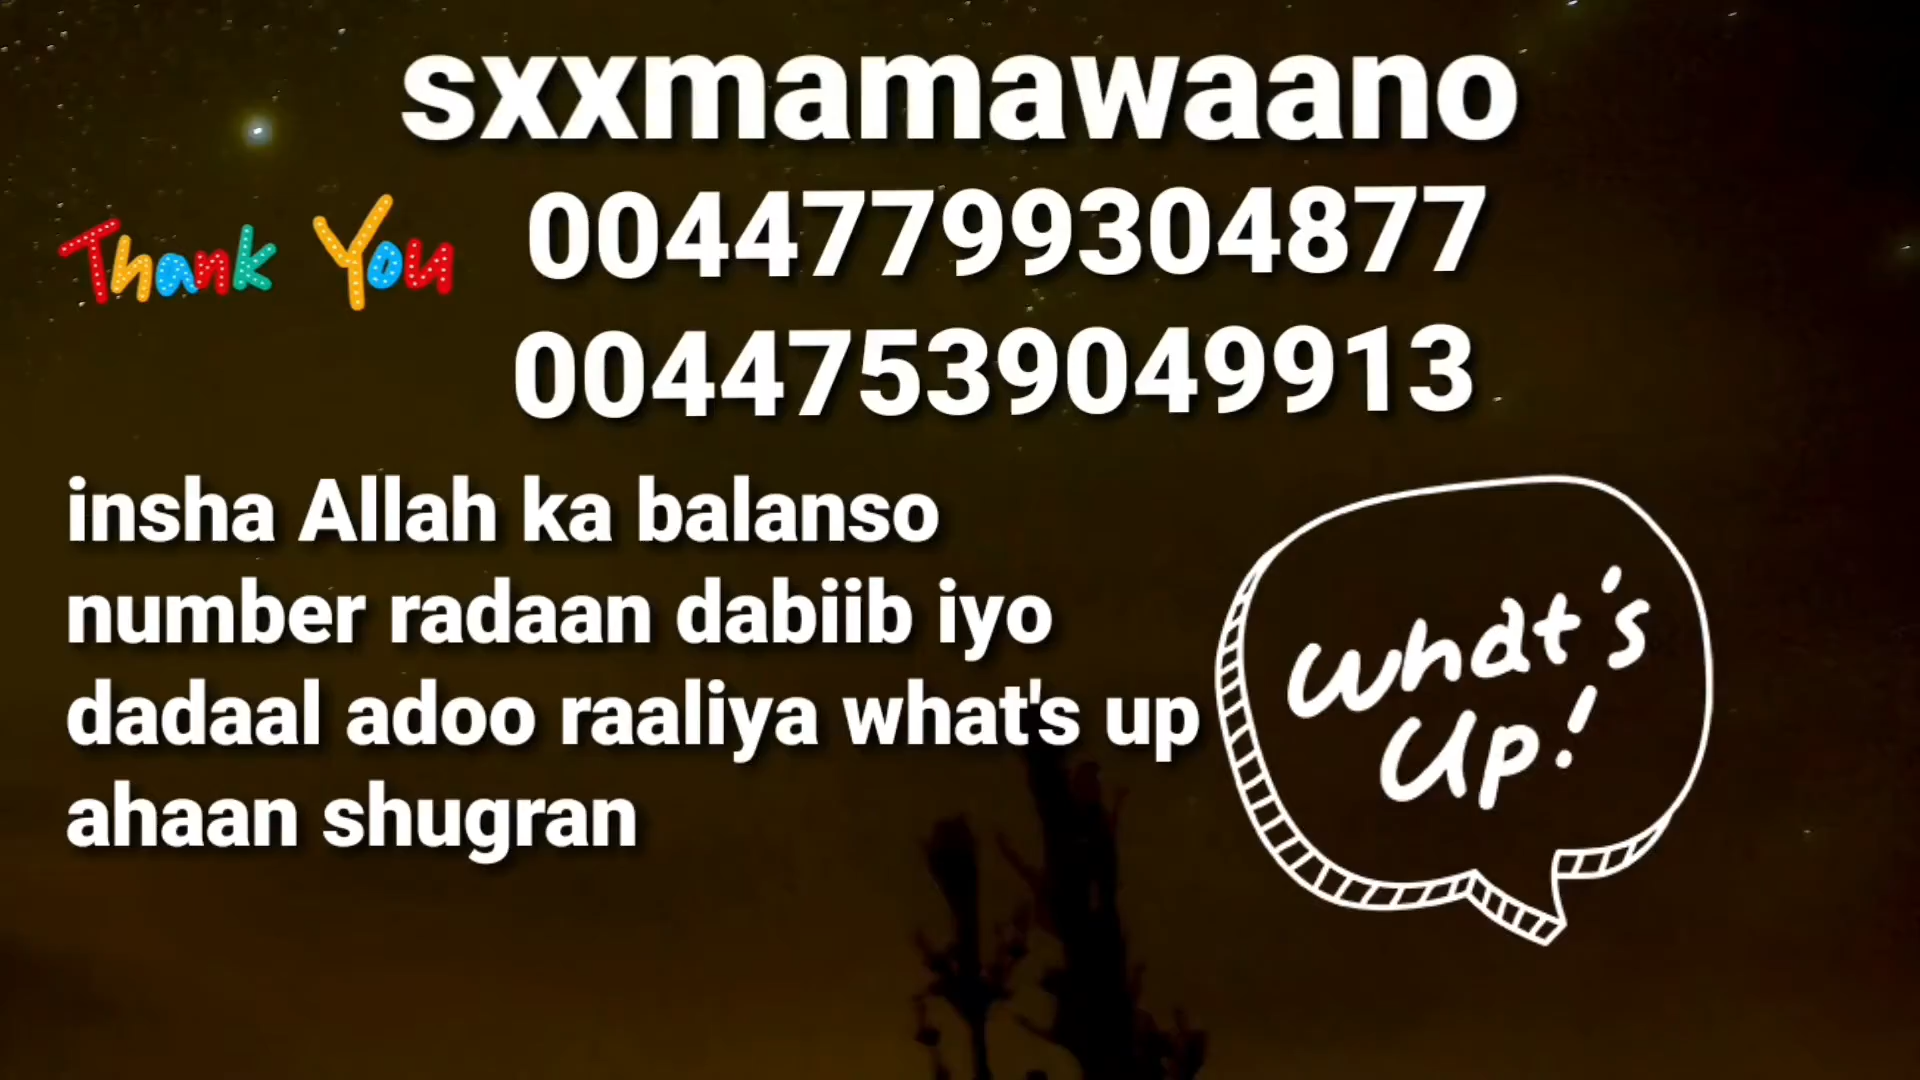 sxxmamawaano
Thank You
00447799304877
00447539049913
insha Allah ka balanso
number radaan dabiib iyo
dadaal adoo raaliya what's up
ahaan shugran
what's
Up!